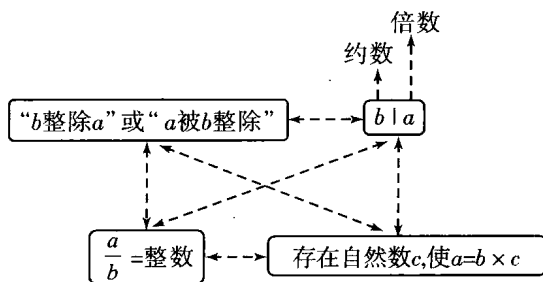 倍数
约数
“b整除a”或“a被b整除”
b | a
a/b =整数
存在自然数c,使a=b×c